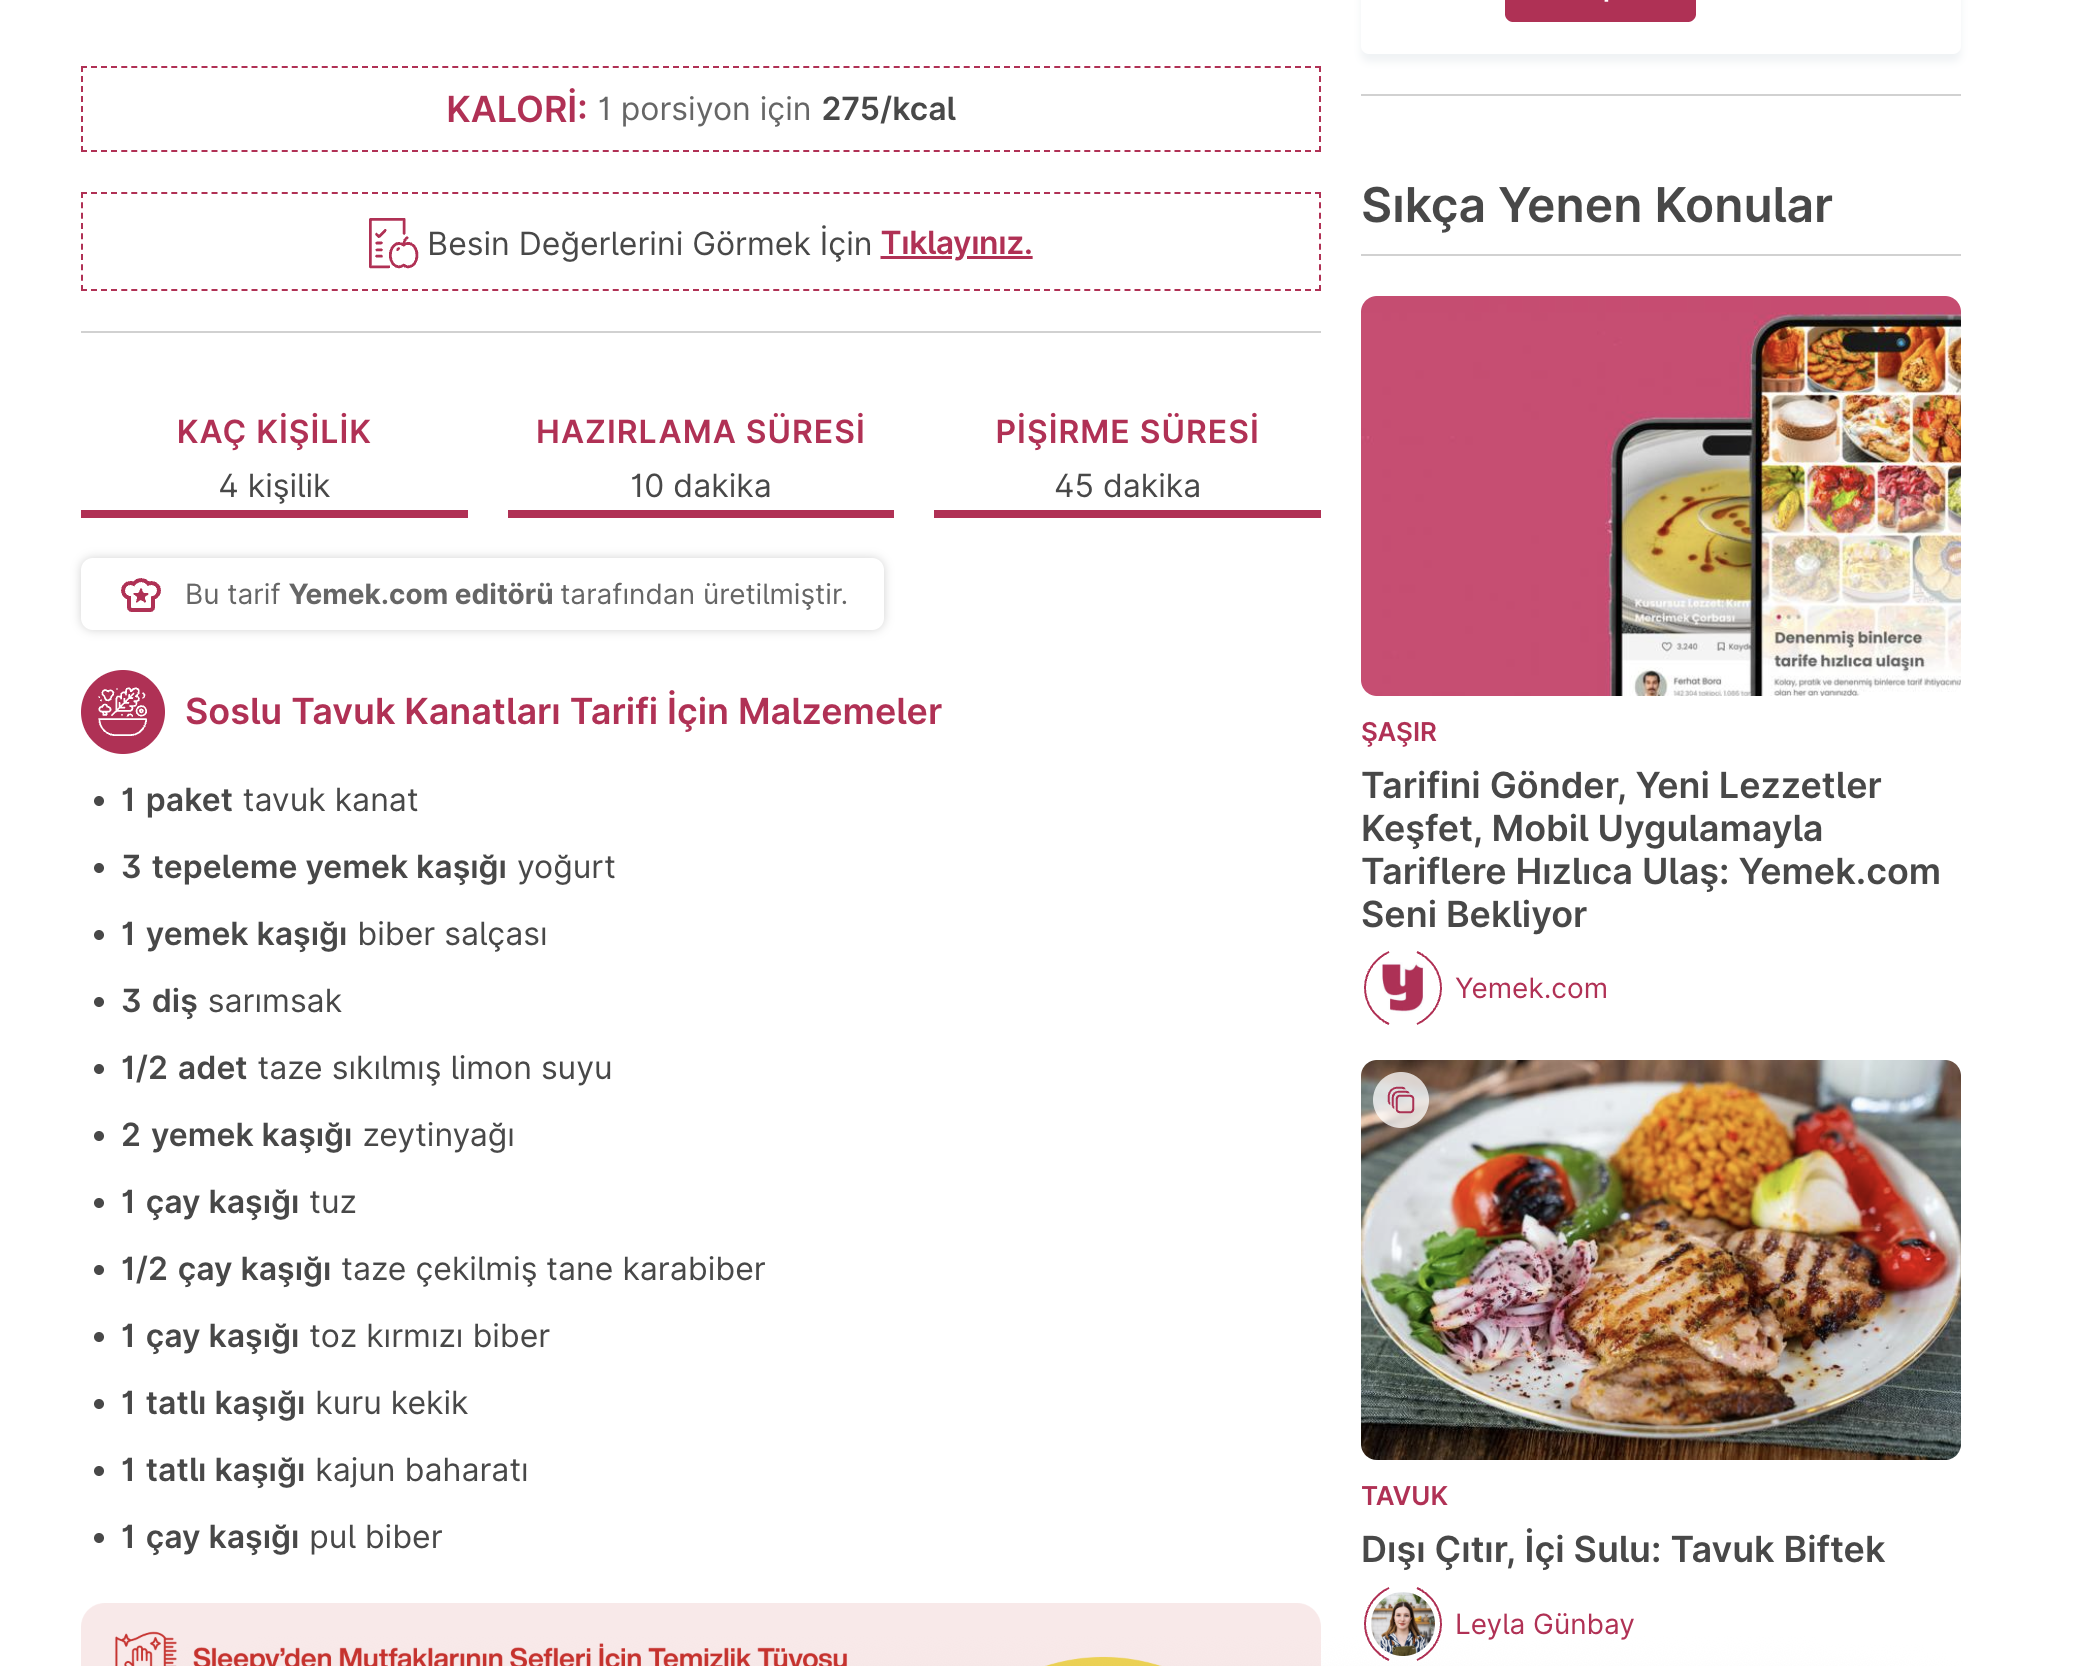 KALORİ: 1 porsiyon için 275/kcal
Besin Değerlerini Görmek İçin Tıklayınız.
KAÇ KİŞİLİK
4 kişilik
HAZIRLAMA SÜRESİ
10 dakika
PİŞİRME SÜRESİ
45 dakika
Bu tarif Yemek.com editörü tarafından üretilmiştir.
Soslu Tavuk Kanatları Tarifi İçin Malzemeler
• 1 paket tavuk kanat
• 3 tepeleme yemek kaşığı yoğurt
• 1 yemek kaşığı biber salçası
• 3 diş sarımsak
• 1/2 adet taze sıkılmış limon suyu
• 2 yemek kaşığı zeytinyağı
• 1 çay kaşığı tuz
• 1/2 çay kaşığı taze çekilmiş tane karabiber
• 1 çay kaşığı toz kırmızı biber
• 1 tatlı kaşığı kuru kekik
• 1 tatlı kaşığı kajun baharatı
• 1 çay kaşığı pul biber
Sleepy'den Mutfaklarının Şefleri İçin Temizlik Tüyosu
Sıkça Yenen Konular
Kusursuz Lezzet: Kırm
Mercimek Çorbası
3.240
Kayde
Ferhat Bora
Denenmiş binlerce
tarife hızlıca ulaşın
Kolay, pratik ve denenmiş binlerce tarif ihtiyacın
olan her an yanınızda.
ŞAŞIR
Tarifini Gönder, Yeni Lezzetler
Keşfet, Mobil Uygulamayla
Tariflere Hızlıca Ulaş: Yemek.com
Seni Bekliyor
y
Yemek.com
TAVUK
Dışı Çıtır, İçi Sulu: Tavuk Biftek
Leyla Günbay